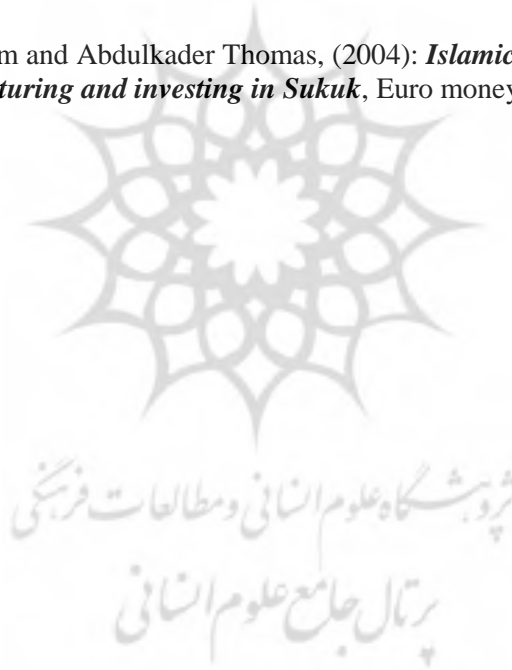 m and Abdulkader Thomas, (2004): Islamic
turing and investing in Sukuk, Euro money
پژوهشگاه علوم انسانی و مطالعات فرهنگی
پرتال جامع علوم انسانی